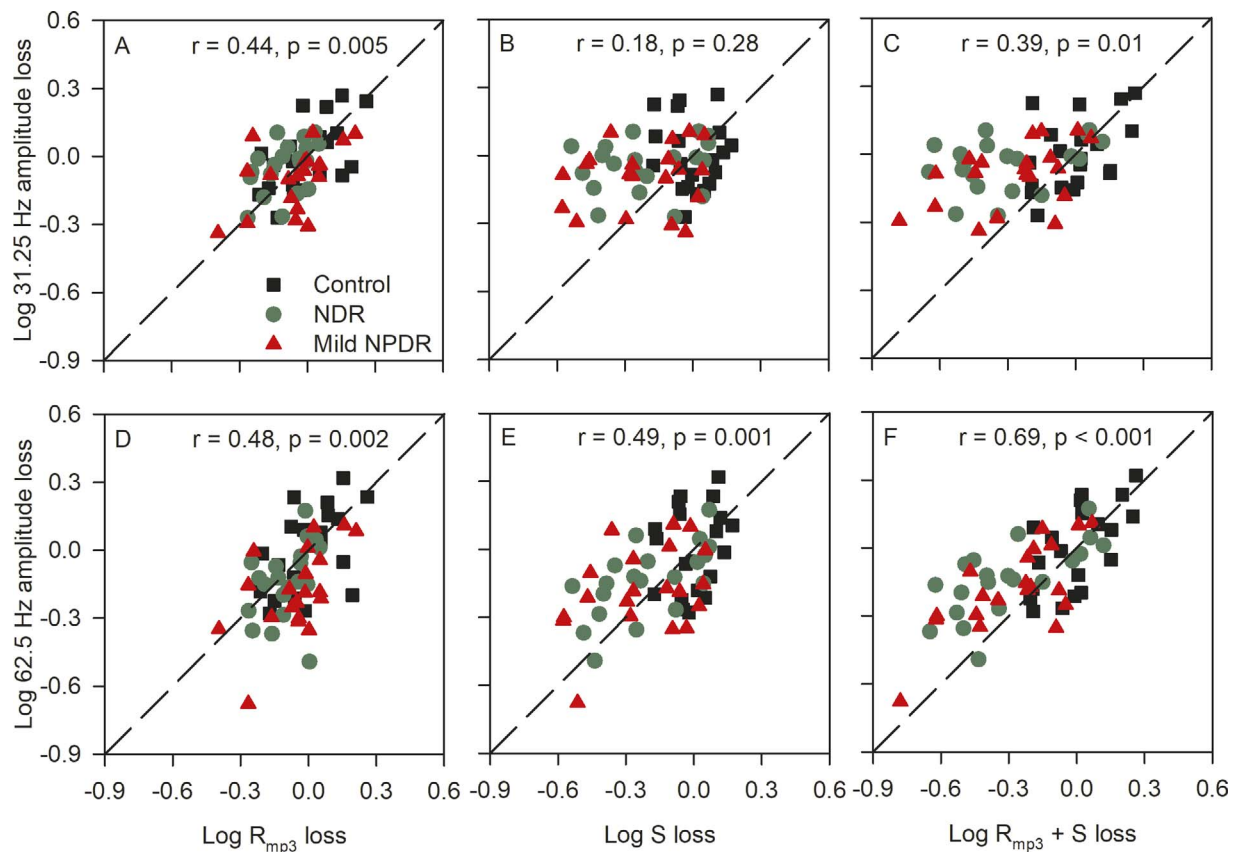 A r = 0.44, p = 0.005
B r = 0.18, p = 0.28
C r = 0.39, p = 0.01
0.6
0.3
0.0
-0.3
-0.6
-0.9
Log 31.25 Hz amplitude loss
Control
NDR
Mild NPDR
D r = 0.48, p = 0.002
E r = 0.49, p = 0.001
F r = 0.69, p < 0.001
0.6
0.3
0.0
-0.3
-0.6
-0.9
Log 62.5 Hz amplitude loss
-0.9 -0.6 -0.3 0.0 0.3 0.6
-0.9 -0.6 -0.3 0.0 0.3 0.6
-0.9 -0.6 -0.3 0.0 0.3 0.6
Log Rmp3 loss
Log S loss
Log Rmp3 + S loss